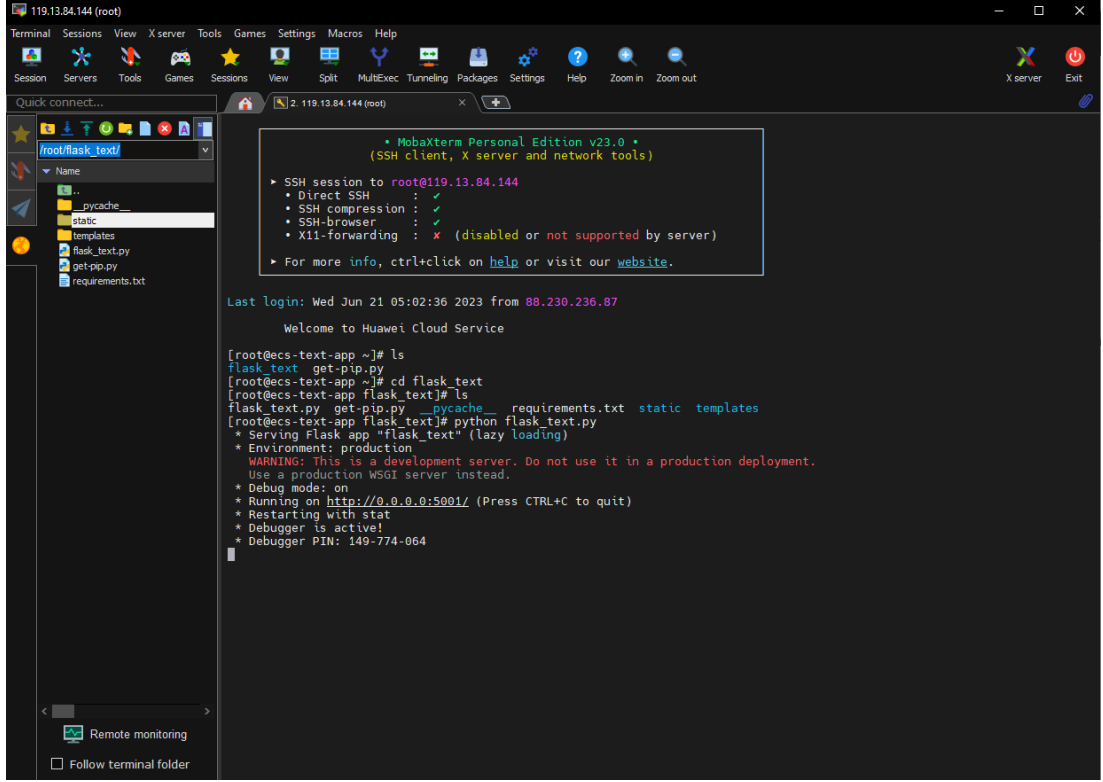 119.13.84.144 (root)
Terminal Sessions View X server Tools Games Settings Macros Help
Session Servers Tools Games Sessions View Split MultiExec Tunneling Packages Settings Help Zoom in Zoom out X server Exit
Quick connect...
2. 119.13.84.144 (root)
/root/flask_text/
Name
..
__pycache__
static
templates
flask_text.py
get-pip.py
requirements.txt
• MobaXterm Personal Edition v23.0 •
(SSH client, X server and network tools)
► SSH session to root@119.13.84.144
• Direct SSH : ✔
• SSH compression : ✔
• SSH-browser : ✔
• X11-forwarding : ✘ (disabled or not supported by server)
► For more info, ctrl+click on help or visit our website.
Last login: Wed Jun 21 05:02:36 2023 from 88.230.236.87
Welcome to Huawei Cloud Service
[root@ecs-text-app ~]# ls
flask_text get-pip.py
[root@ecs-text-app ~]# cd flask_text
[root@ecs-text-app flask_text]# ls
flask_text.py get-pip.py __pycache__ requirements.txt static templates
[root@ecs-text-app flask_text]# python flask_text.py
* Serving Flask app "flask_text" (lazy loading)
* Environment: production
WARNING: This is a development server. Do not use it in a production deployment.
Use a production WSGI server instead.
* Debug mode: on
* Running on http://0.0.0.0:5001/ (Press CTRL+C to quit)
* Restarting with stat
* Debugger is active!
* Debugger PIN: 149-774-064
Remote monitoring
Follow terminal folder